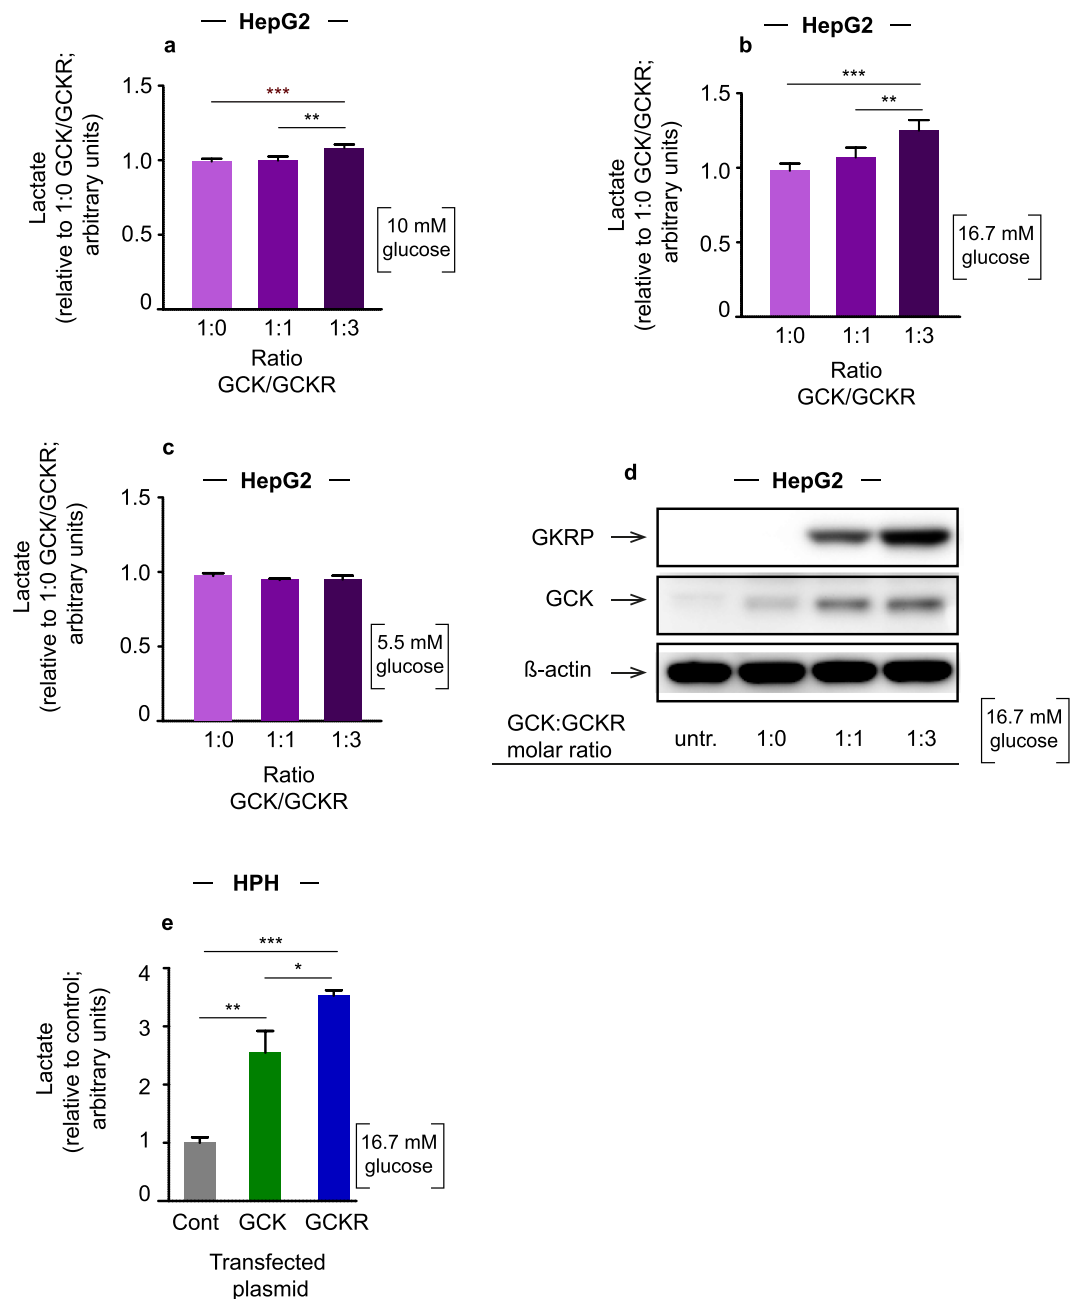 HepG2
a
Lactate
(relative to 1:0 GCK/GCKR;
arbitrary units)
1.5
1.0
0.5
0
***
**
10 mM
glucose
1:0 1:1 1:3
Ratio
GCK/GCKR
HepG2
b
Lactate
(relative to 1:0 GCK/GCKR;
arbitrary units)
1.5
1.0
0.5
0
***
**
16.7 mM
glucose
1:0 1:1 1:3
Ratio
GCK/GCKR
c
HepG2
Lactate
(relative to 1:0 GCK/GCKR;
arbitrary units)
1.5
1.0
0.5
0
5.5 mM
glucose
1:0 1:1 1:3
Ratio
GCK/GCKR
d
HepG2
GKRP
GCK
ß-actin
GCK:GCKR
molar ratio
untr. 1:0 1:1 1:3
16.7 mM
glucose
HPH
e
Lactate
(relative to control;
arbitrary units)
4
3
2
1
0
***
*
**
16.7 mM
glucose
Cont GCK GCKR
Transfected
plasmid